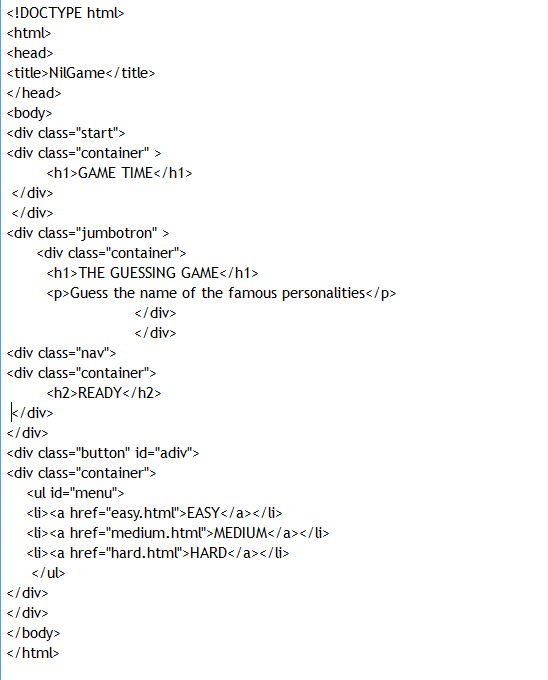 <!DOCTYPE html>
<html>
<head>
<title>NilGame</title>
</head>
<body>
<div class="start">
<div class="container" >
<h1>GAME TIME</h1>
</div>
</div>
<div class="jumbotron" >
<div class="container">
<h1>THE GUESSING GAME</h1>
<p>Guess the name of the famous personalities</p>
</div>
</div>
<div class="nav">
<div class="container">
<h2>READY</h2>
</div>
</div>
<div class="button" id="adiv">
<div class="container">
<ul id="menu">
<li><a href="easy.html">EASY</a></li>
<li><a href="medium.html">MEDIUM</a></li>
<li><a href="hard.html">HARD</a></li>
</ul>
</div>
</div>
</body>
</html>